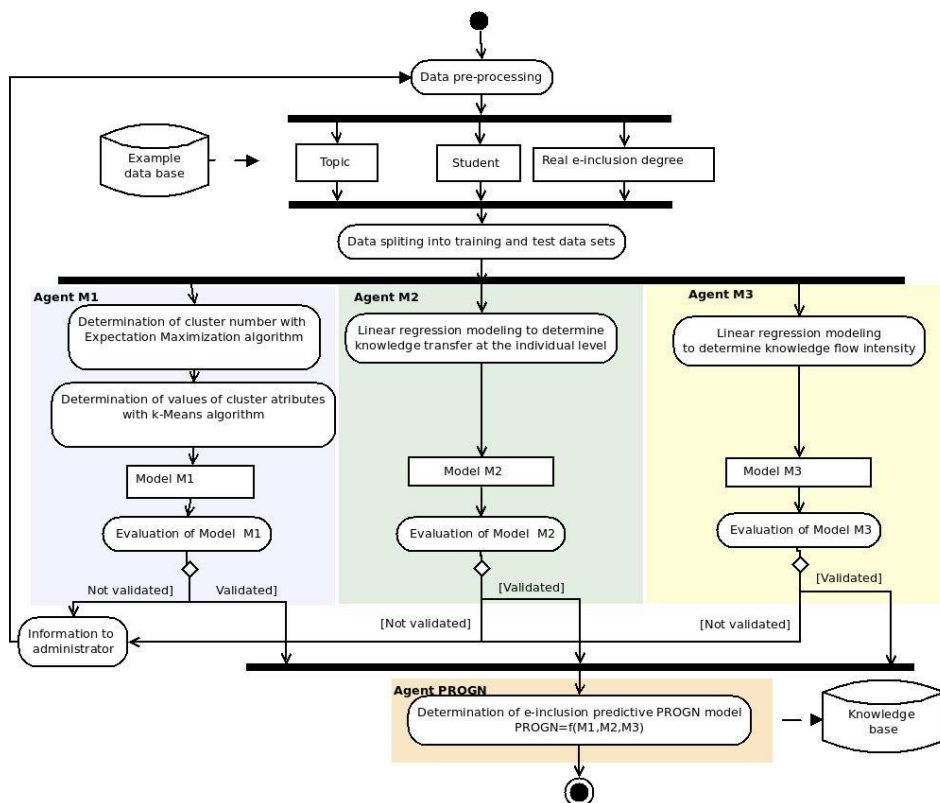 Data pre-processing
Example
data base
Topic
Student
Real e-inclusion degree
Data spliting into training and test data sets
Agent M1
Agent M2
Agent M3
Determination of cluster number with
Expectation Maximization algorithm
Linear regression modeling to determine
knowledge transfer at the individual level
Linear regression modeling
to determine knowledge flow intensity
Determination of values of cluster atributes
with k-Means algorithm
Model M1
Model M2
Model M3
Evaluation of Model M1
Evaluation of Model M2
Evaluation of Model M3
Not validated]
Validated]
[Validated]
[Validated]
[Not validated]
[Not validated]
Information to
administrator
Agent PROGN
Determination of e-inclusion predictive PROGN model
PROGN=f(M1,M2,M3)
Knowledge
base